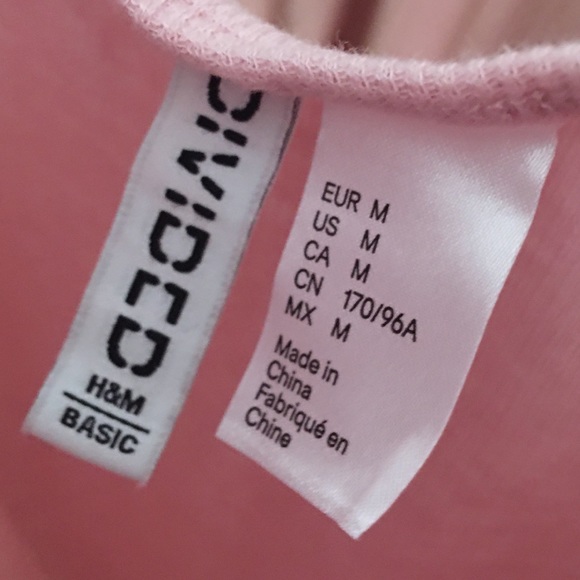 DIVIDED
H&M
BASIC
EUR M
US M
CA M
CN 170/96A
MX M
Made in
China
Fabriqué en
Chine